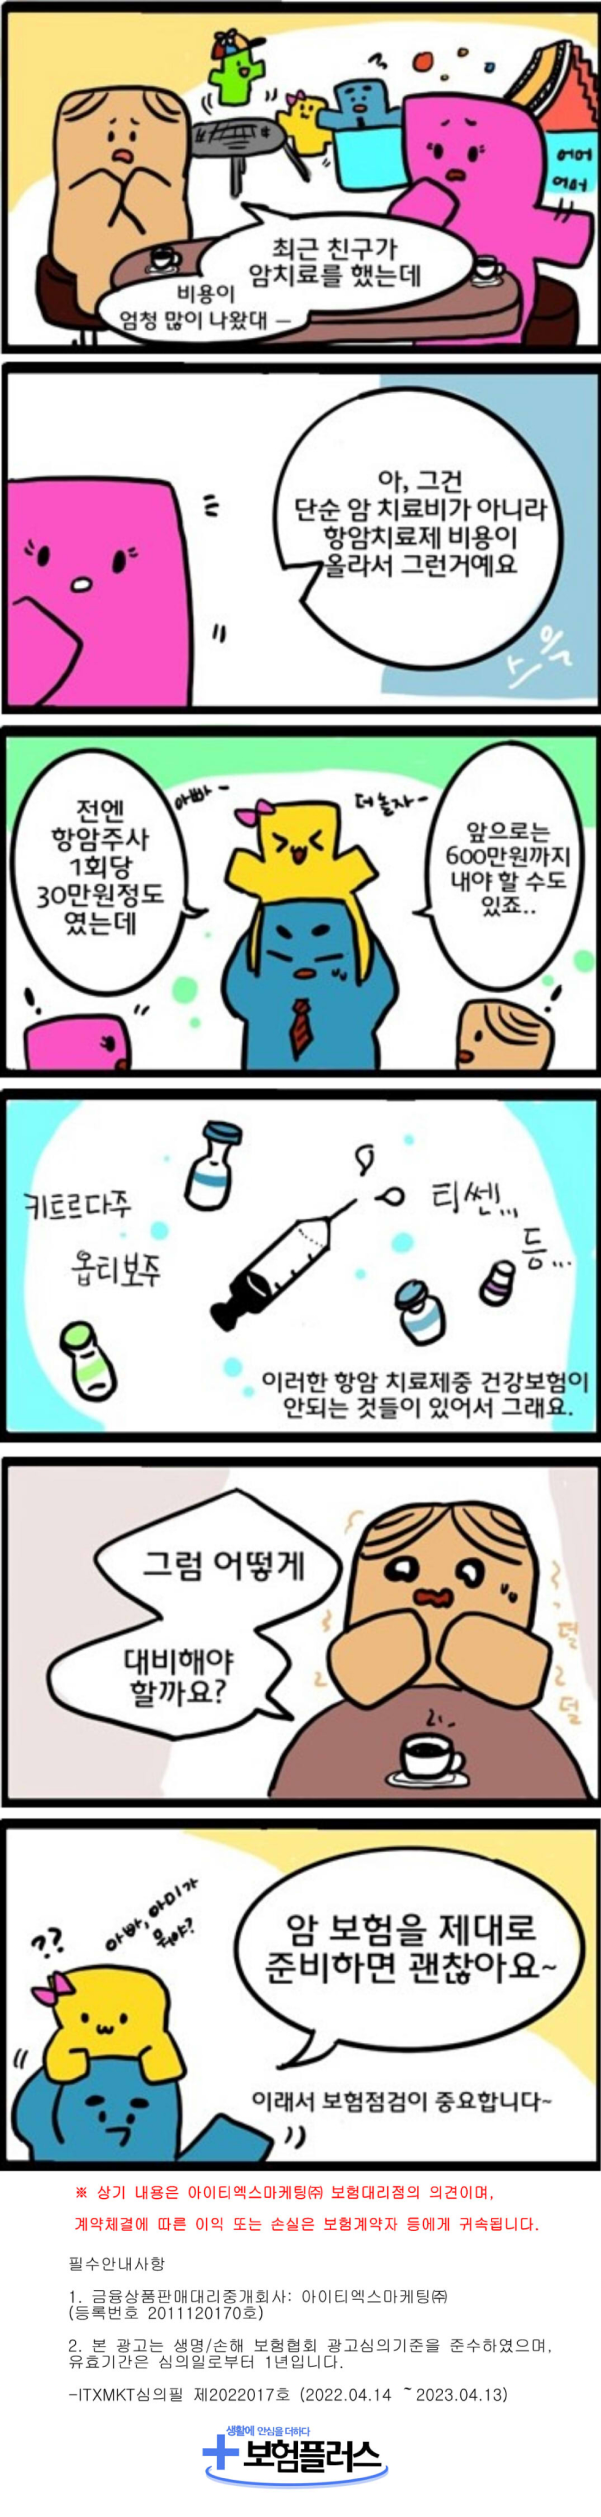 어머
어머
최근 친구가
암치료를 했는데
비용이
엄청 많이 나왔대 —
아, 그건
단순 암 치료비가 아니라
항암치료제 비용이
올라서 그런거예요
스윽
아빠~
더놀자~
전엔
항암주사
1회당
30만원정도
였는데
앞으로는
600만원까지
내야 할 수도
있죠..
키트르다주
옵티보주
티쎈...
등...
이러한 항암 치료제중 건강보험이
안되는 것들이 있어서 그래요.
그럼 어떻게
대비해야
할까요?
덜
덜
??
아빠, 아미가
뭐야?
암 보험을 제대로
준비하면 괜찮아요~
이래서 보험점검이 중요합니다~
※ 상기 내용은 아이티엑스마케팅㈜ 보험대리점의 의견이며,
계약체결에 따른 이익 또는 손실은 보험계약자 등에게 귀속됩니다.
필수안내사항
1. 금융상품판매대리중개회사: 아이티엑스마케팅㈜
(등록번호 2011120170호)
2. 본 광고는 생명/손해 보험협회 광고심의기준을 준수하였으며,
유효기간은 심의일로부터 1년입니다.
-ITXMKT심의필 제2022017호 (2022.04.14 ~2023.04.13)
생활에 안심을 더하다
보험플러스